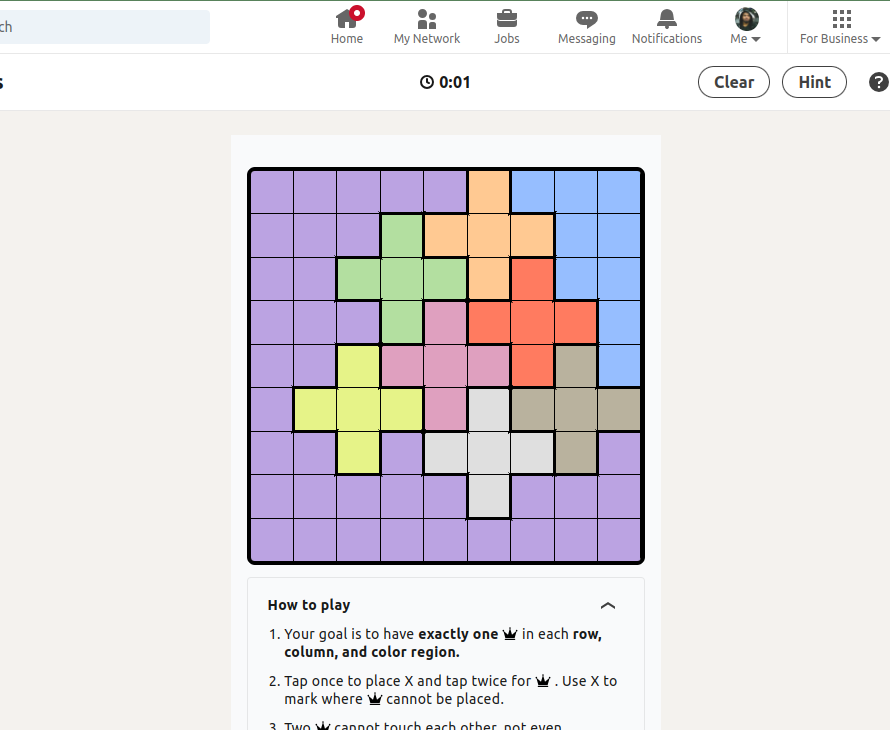 ch
Home
My Network
Jobs
Messaging
Notifications
Me
For Business
s
0:01
Clear
Hint
?
How to play
1. Your goal is to have exactly one in each row,
column, and color region.
2. Tap once to place X and tap twice for . Use X to
mark where cannot be placed.
3. Two cannot touch each other, not even